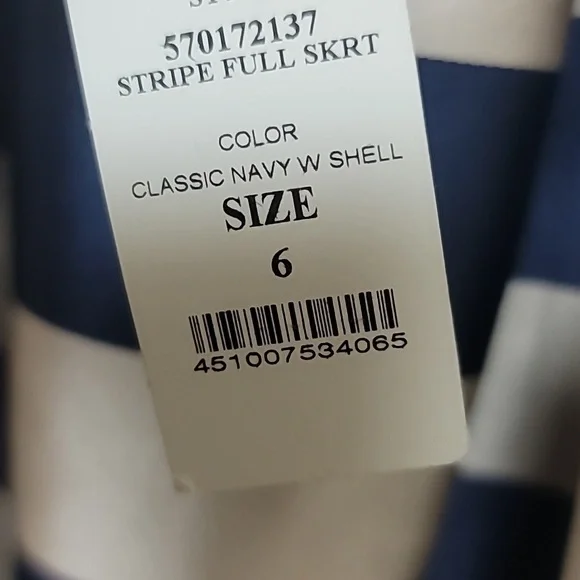 570172137
STRIPE FULL SKRT
COLOR
CLASSIC NAVY W SHELL
SIZE
6
451007534065